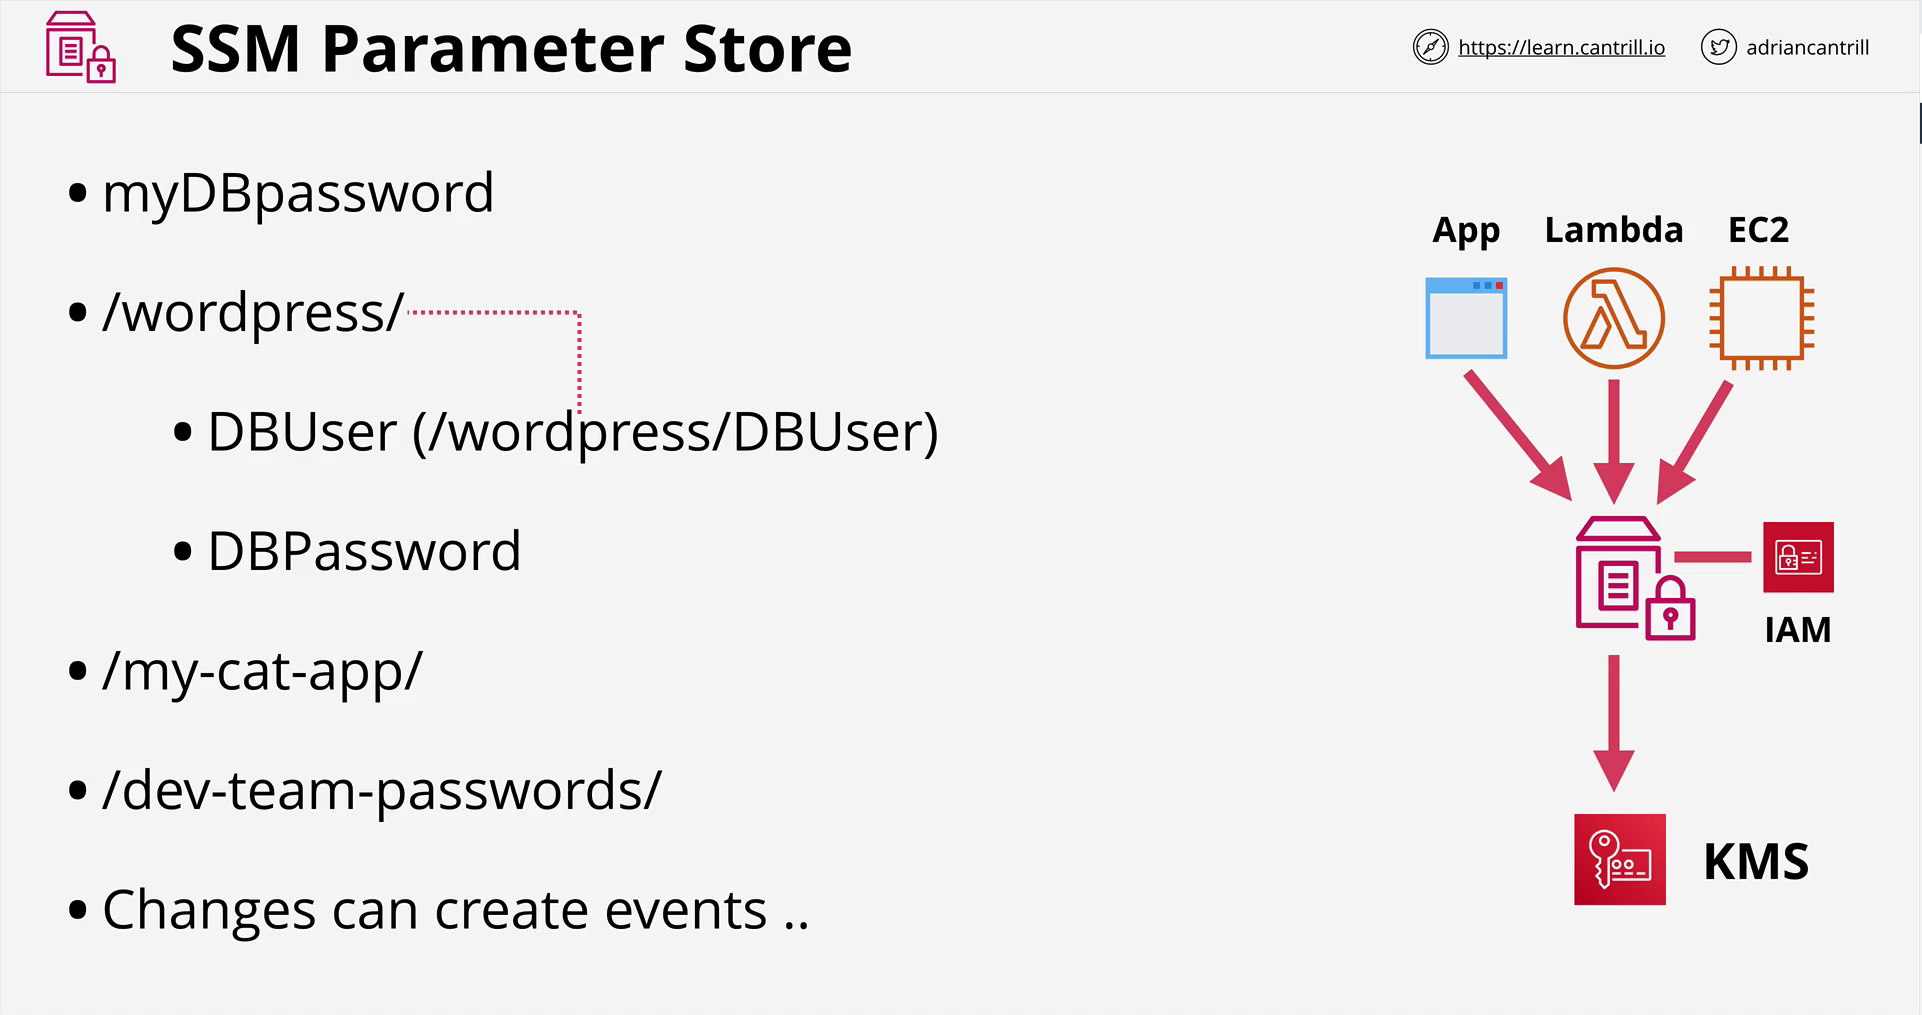 SSM Parameter Store
https://learn.cantrill.io
adriancantrill
• myDBpassword
• /wordpress/
• DBUser (/wordpress/DBUser)
• DBPassword
• /my-cat-app/
• /dev-team-passwords/
• Changes can create events ..
App
Lambda
EC2
IAM
KMS